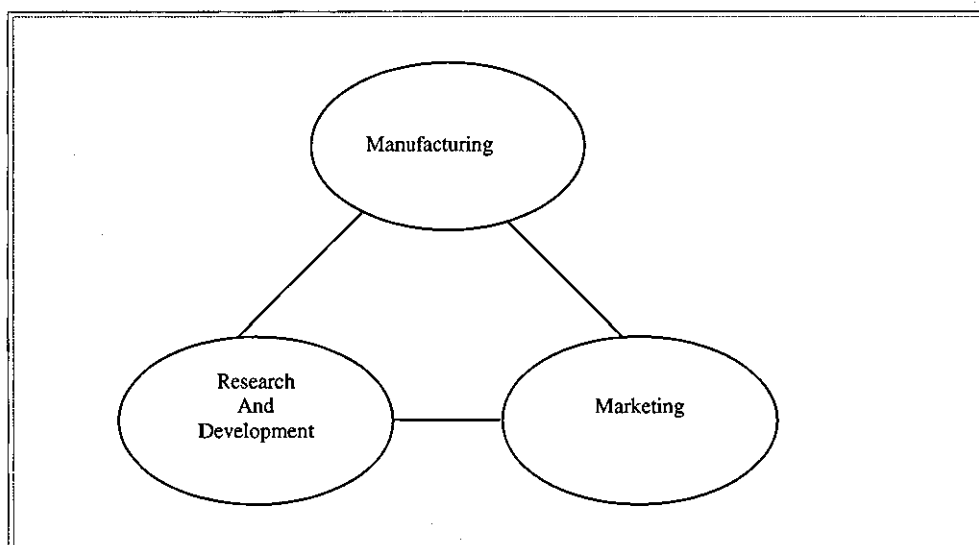 Manufacturing
Research
And
Development
Marketing